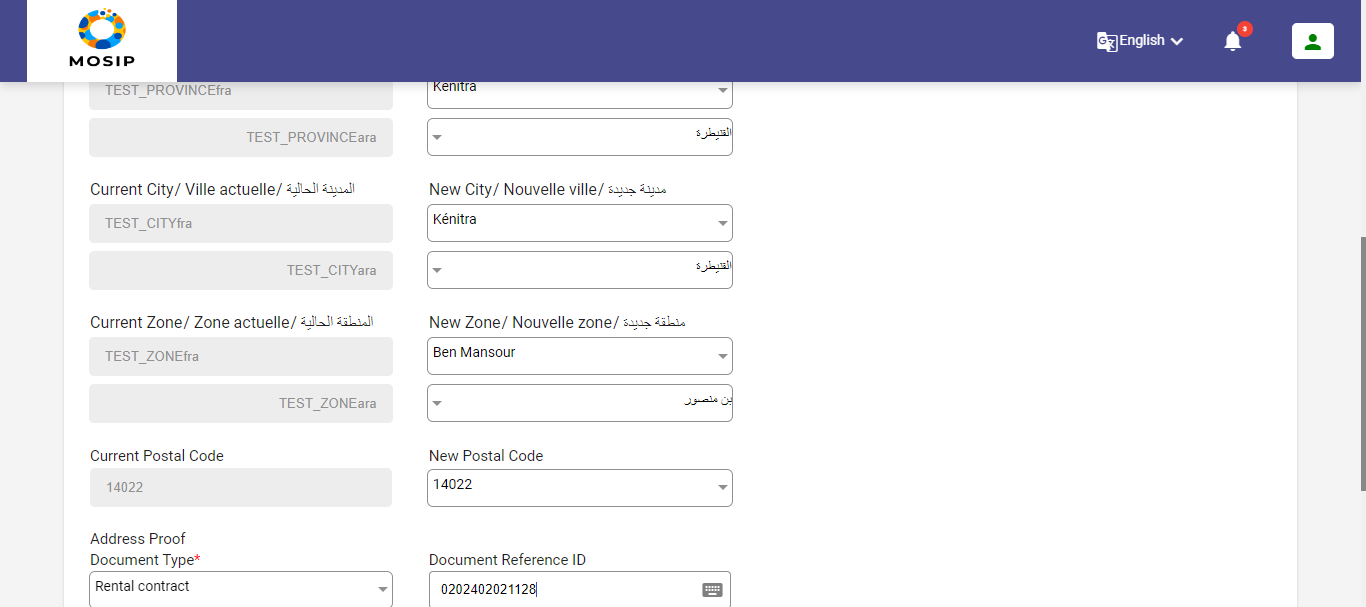 MOSIP
English
3
TEST_PROVINCEfra
Kénitra
TEST_PROVINCEara
القنيطرة
Current City/ Ville actuelle/ المدينة الحالية
New City/ Nouvelle ville/ مدينة جديدة
TEST_CITYfra
Kénitra
TEST_CITYara
القنيطرة
Current Zone/ Zone actuelle/ المنطقة الحالية
New Zone/ Nouvelle zone/ منطقة جديدة
TEST_ZONEfra
Ben Mansour
TEST_ZONEara
بن منصور
Current Postal Code
New Postal Code
14022
14022
Address Proof
Document Type*
Document Reference ID
Rental contract
0202402021128